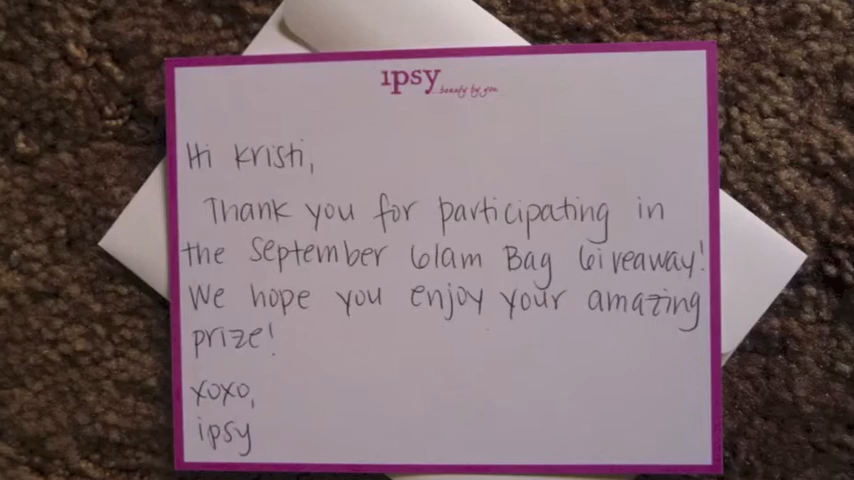 ipsy
beauty by you
Hi Kristi,
Thank you for participating in
the September Glam Bag Giveaway!
We hope you enjoy your amazing
prize!
xoxo,
ipsy